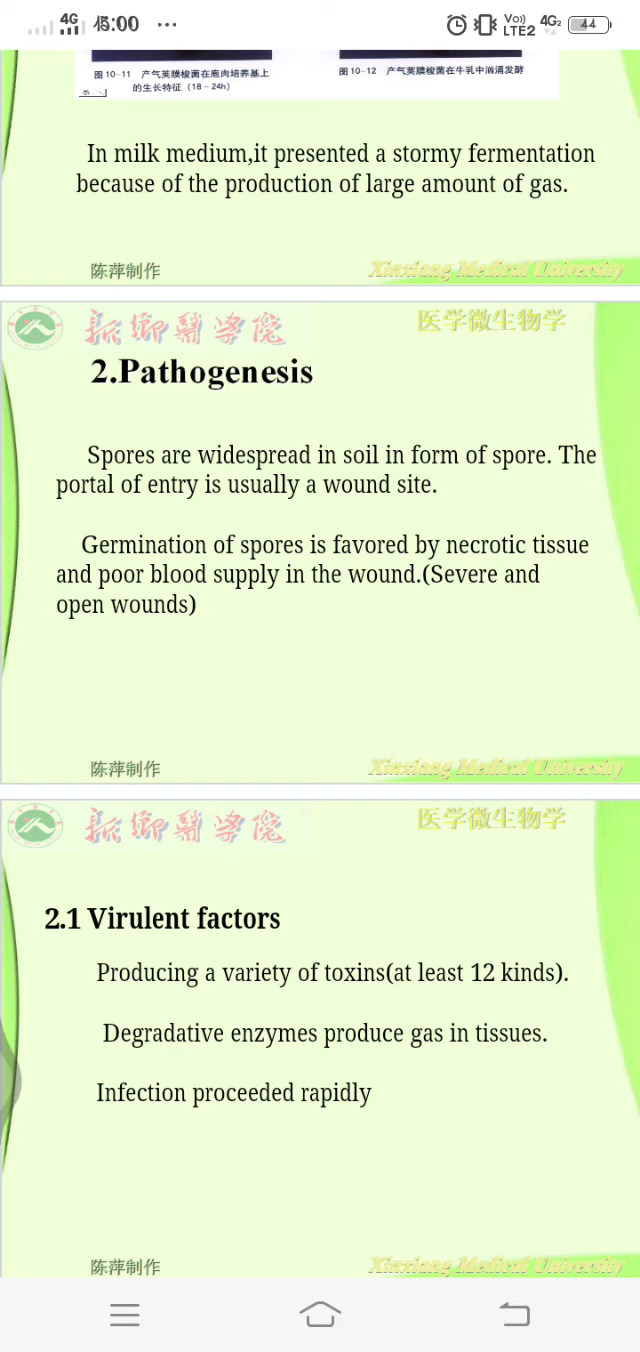 4G 15:00 ...
Vo)) LTE2 4G2 44
图10-11 产气荚膜梭菌在庖肉培养基上
的生长特征（18-24h）
图10-12 产气荚膜梭菌在牛乳中汹涌发酵
In milk medium,it presented a stormy fermentation
because of the production of large amount of gas.
陈萍制作 Xinxiang Medical University
新乡医学院 医学微生物学
2.Pathogenesis
Spores are widespread in soil in form of spore. The
portal of entry is usually a wound site.
Germination of spores is favored by necrotic tissue
and poor blood supply in the wound.(Severe and
open wounds)
陈萍制作 Xinxiang Medical University
新乡医学院 医学微生物学
2.1 Virulent factors
Producing a variety of toxins(at least 12 kinds).
Degradative enzymes produce gas in tissues.
Infection proceeded rapidly
陈萍制作 Xinxiang Medical University